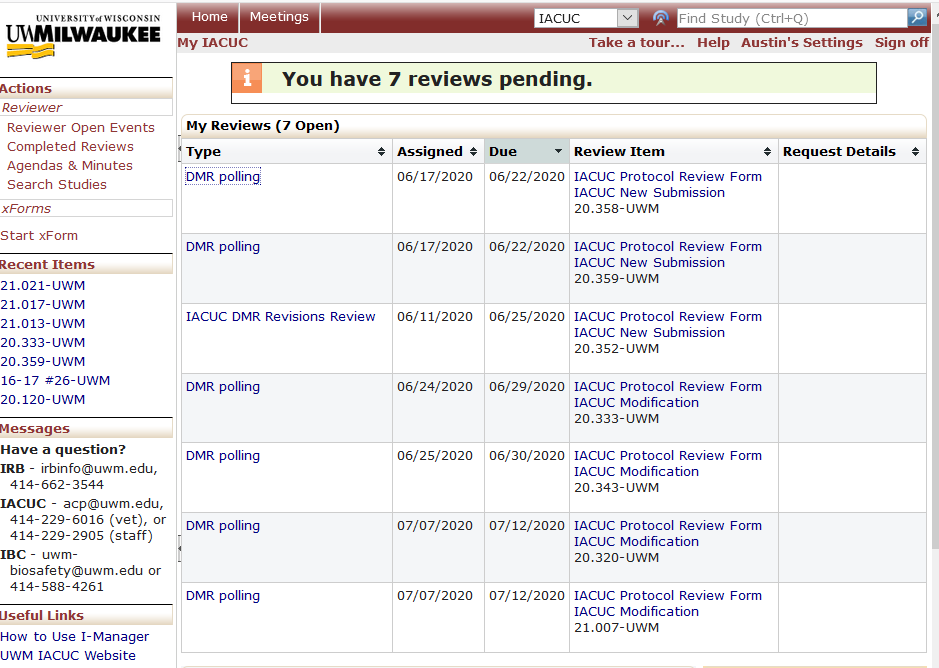 UNIVERSITY of WISCONSIN
UWMILWAUKEE
Home Meetings
IACUC Find Study (Ctrl+Q)
My IACUC Take a tour... Help Austin's Settings Sign off
Actions
Reviewer
Reviewer Open Events
Completed Reviews
Agendas & Minutes
Search Studies
xForms
Start xForm
Recent Items
21.021-UWM
21.017-UWM
21.013-UWM
20.333-UWM
20.359-UWM
16-17 #26-UWM
20.120-UWM
Messages
Have a question?
IRB - irbinfo@uwm.edu,
414-662-3544
IACUC - acp@uwm.edu,
414-229-6016 (vet), or
414-229-2905 (staff)
IBC - uwm-
biosafety@uwm.edu or
414-588-4261
Useful Links
How to Use I-Manager
UWM IACUC Website
i You have 7 reviews pending.
My Reviews (7 Open)
Type Assigned Due Review Item Request Details
DMR polling 06/17/2020 06/22/2020 IACUC Protocol Review Form
IACUC New Submission
20.358-UWM
DMR polling 06/17/2020 06/22/2020 IACUC Protocol Review Form
IACUC New Submission
20.359-UWM
IACUC DMR Revisions Review 06/11/2020 06/25/2020 IACUC Protocol Review Form
IACUC New Submission
20.352-UWM
DMR polling 06/24/2020 06/29/2020 IACUC Protocol Review Form
IACUC Modification
20.333-UWM
DMR polling 06/25/2020 06/30/2020 IACUC Protocol Review Form
IACUC Modification
20.343-UWM
DMR polling 07/07/2020 07/12/2020 IACUC Protocol Review Form
IACUC Modification
20.320-UWM
DMR polling 07/07/2020 07/12/2020 IACUC Protocol Review Form
IACUC Modification
21.007-UWM